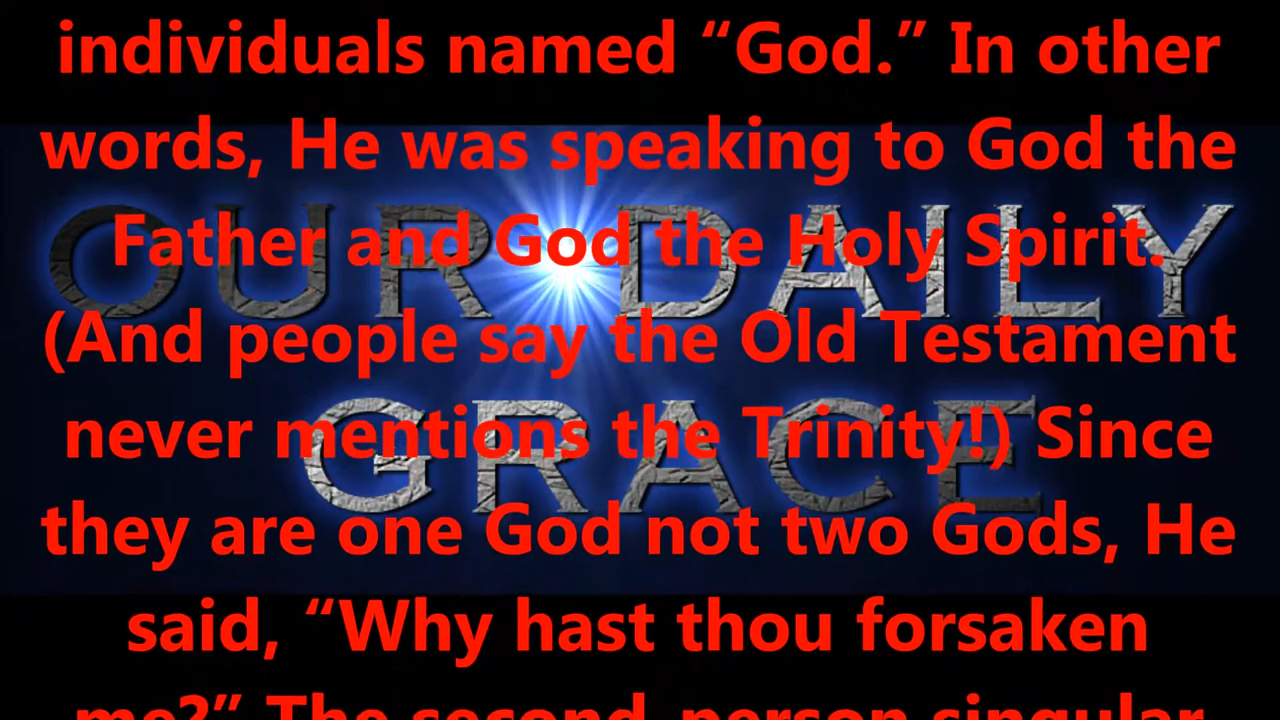 individuals named “God.” In other
words, He was speaking to God the
OUR DAILY
Father and God the Holy Spirit.
(And people say the Old Testament
GRACE
never mentions the Trinity!) Since
they are one God not two Gods, He
said, “Why hast thou forsaken
me?” The second-person singular